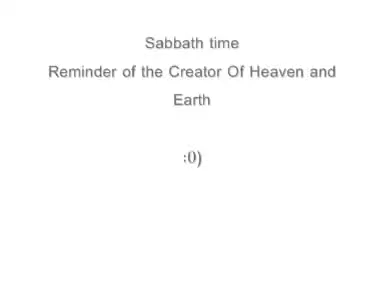 Sabbath time
Reminder of the Creator Of Heaven and
Earth
:0)